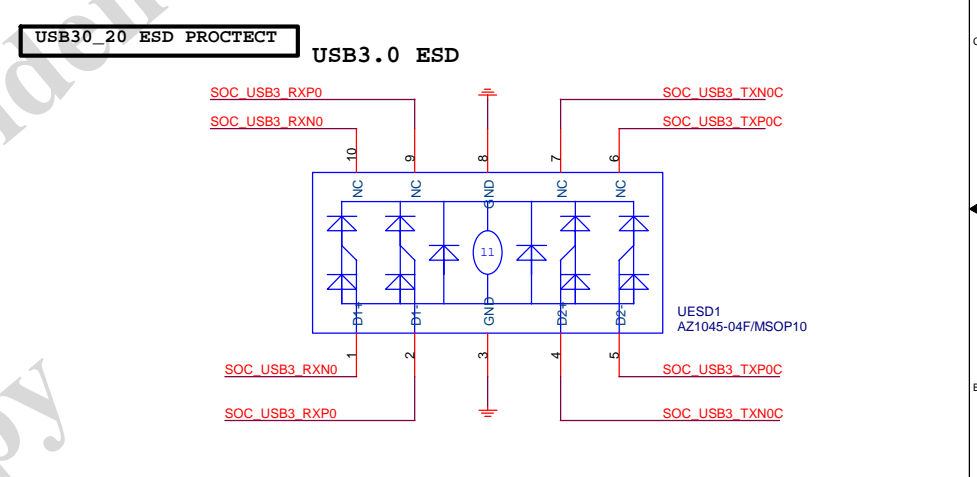 USB30_20 ESD PROCTECT
USB3.0 ESD
SOC_USB3_RXP0
SOC_USB3_TXN0C
SOC_USB3_RXN0
SOC_USB3_TXP0C
10 9 8 7 6
NC NC GND NC NC
11
D1+ D1- GND D2+ D2-
UESD1
AZ1045-04F/MSOP10
1 2 3 4 5
SOC_USB3_RXN0
SOC_USB3_TXP0C
SOC_USB3_RXP0
SOC_USB3_TXN0C